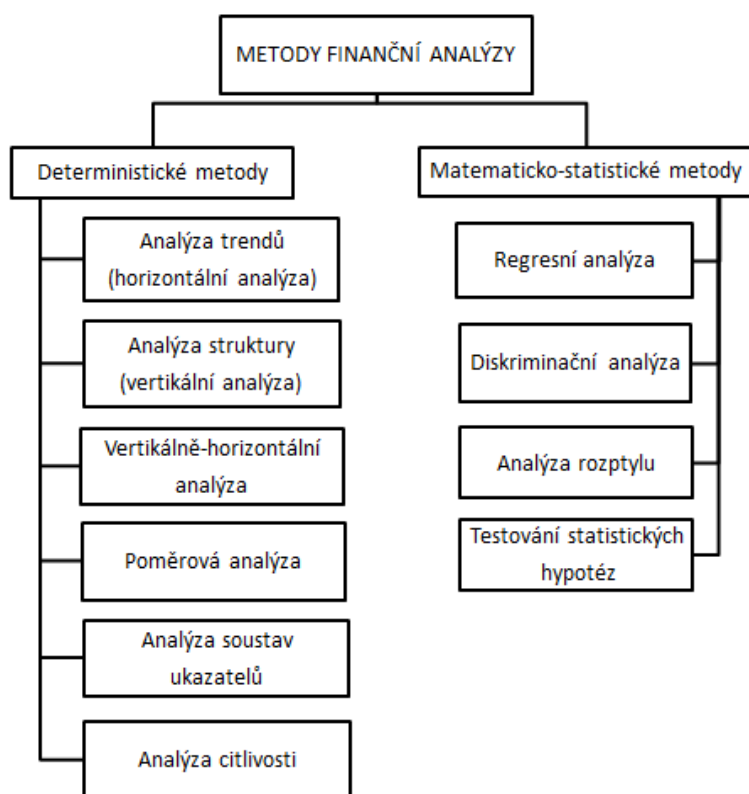 METODY FINANČNÍ ANALÝZY
Deterministické metody
Analýza trendů
(horizontální analýza)
Analýza struktury
(vertikální analýza)
Vertikálně-horizontální
analýza
Poměrová analýza
Analýza soustav
ukazatelů
Analýza citlivosti
Matematicko-statistické metody
Regresní analýza
Diskriminační analýza
Analýza rozptylu
Testování statistických
hypotéz